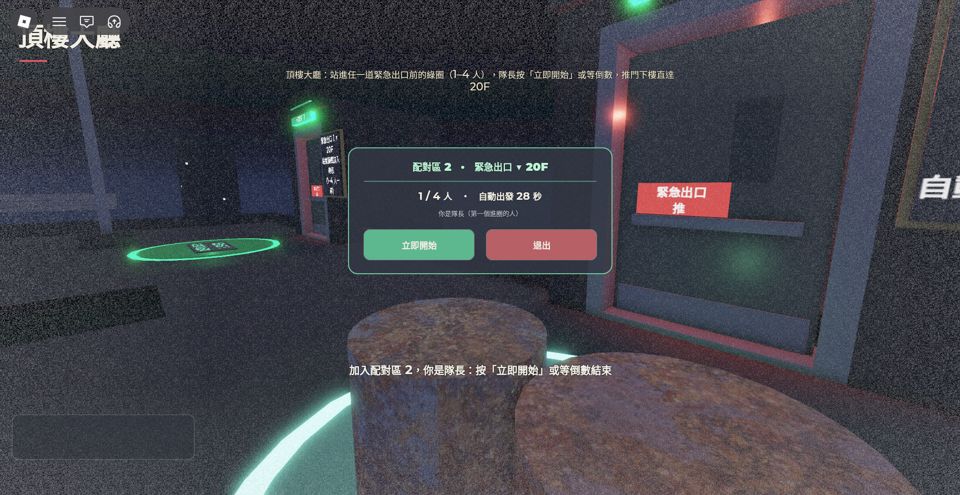 頂樓大廳
頂樓大廳：站進任一道緊急出口前的綠圈（1–4 人），隊長按「立即開始」或等倒數，推門下樓直達
20F
配對區 2 • 緊急出口 ▼ 20F
1 / 4 人 • 自動出發 28 秒
你是隊長（第一個進圈的人）
立即開始
退出
緊急出口
推
自動
20F
加入配對區 2，你是隊長：按「立即開始」或等倒數結束